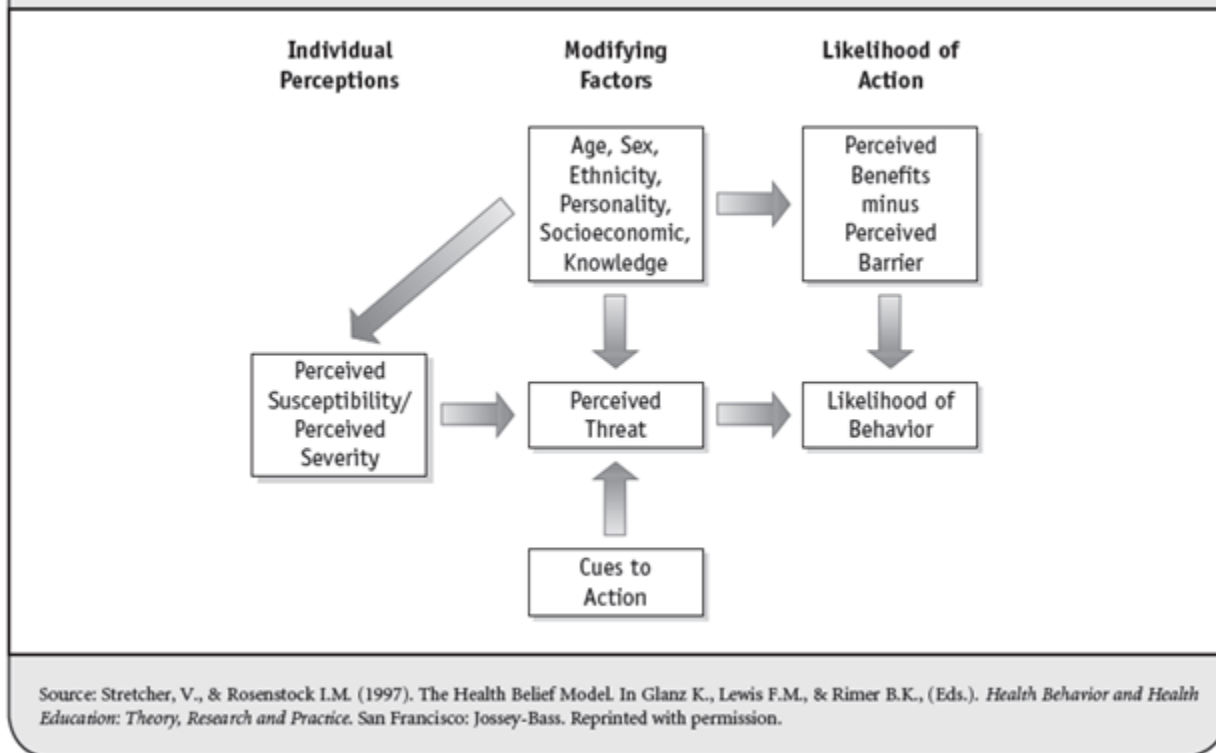 Individual
Perceptions
Modifying
Factors
Likelihood of
Action
Age, Sex,
Ethnicity,
Personality,
Socioeconomic,
Knowledge
Perceived
Benefits
minus
Perceived
Barrier
Perceived
Susceptibility/
Perceived
Severity
Perceived
Threat
Likelihood of
Behavior
Cues to
Action
Source: Stretcher, V., & Rosenstock I.M. (1997). The Health Belief Model. In Glanz K., Lewis F.M., & Rimer B.K., (Eds.). Health Behavior and Health
Education: Theory, Research and Practice. San Francisco: Jossey-Bass. Reprinted with permission.